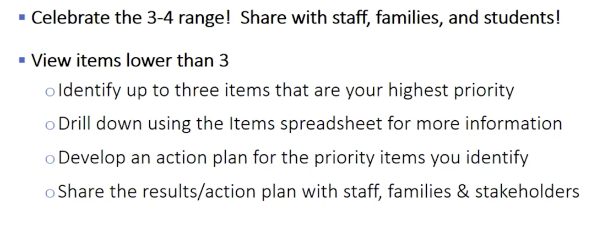 ▪ Celebrate the 3-4 range!  Share with staff, families, and students!
▪ View items lower than 3
o Identify up to three items that are your highest priority
o Drill down using the Items spreadsheet for more information
o Develop an action plan for the priority items you identify
o Share the results/action plan with staff, families & stakeholders